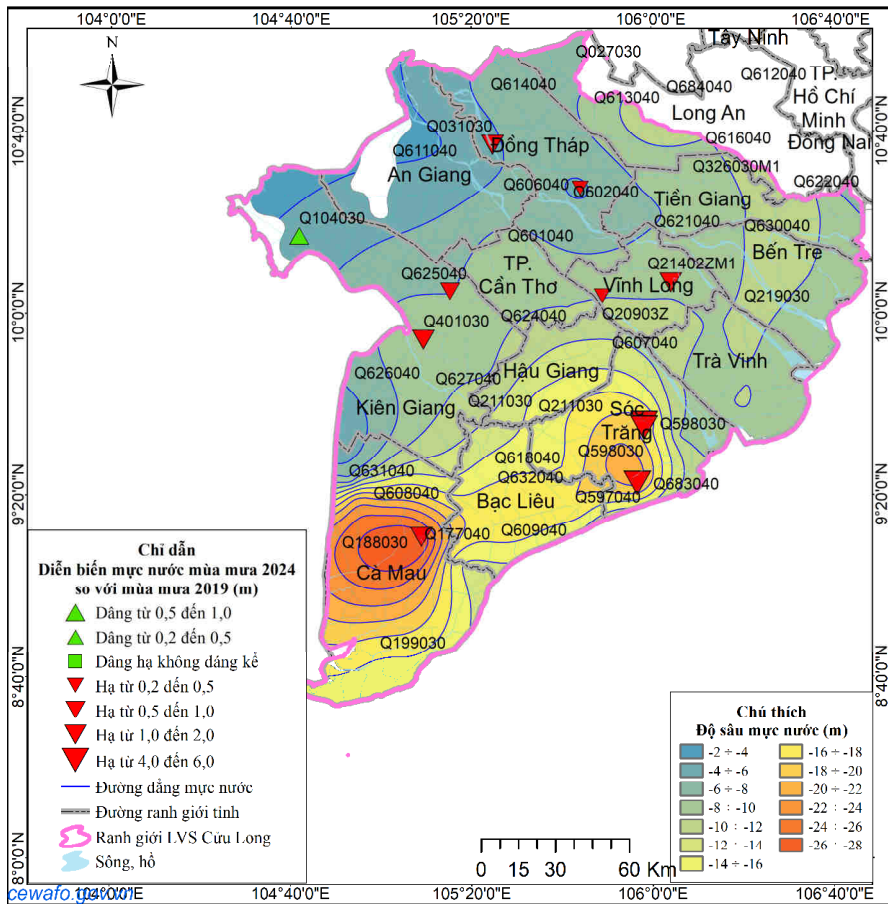 104°0'0"E 104°40'0"E 105°20'0"E 106°0'0"E 106°40'0"E
N
Tây Ninh
Q027030
Q612040 TP.
Q614040
Q684040
Hồ Chí
Q613040
Long An
Minh
10°40'0"N
Q031030
Q616040
Đồng Nai
Q611040
Đồng Tháp
An Giang
Q326030M1
Q606040
Q602040
Q622040
Tiền Giang
Q104030
Q621040
Q630040
Q601040
Bến Tre
TP.
Q625040
Q21402ZM1
Cần Thơ
Vĩnh Long
Q219030
10°0'0"N
Q401030
Q624040
Q20903Z
Q607040
Trà Vinh
Q626040
Hậu Giang
Q627040
Kiên Giang
Q211030
Q211030
Sóc
Q598030
Trăng
Q598030
Q618040
Q631040
Q632040
Q683040
9°20'0"N
Q608040
Bạc Liêu
Q597040
Q177040
Q609040
Q188030
Cà Mau
Q199030
8°40'0"N
8°0'0"N
Chỉ dẫn
Diễn biến mực nước mùa mưa 2024
so với mùa mưa 2019 (m)
Dâng từ 0,5 đến 1,0
Dâng từ 0,2 đến 0,5
Dâng hạ không dáng kể
Hạ từ 0,2 dến 0,5
Hạ từ 0,5 dến 1,0
Hạ từ 1,0 dến 2,0
Hạ từ 4,0 dến 6,0
Đường dẳng mực nước
Đường ranh giới tỉnh
Ranh giới LVS Cửu Long
Sông, hồ
Chú thích
Độ sâu mực nước (m)
-2 ÷ -4
-4 ÷ -6
-6 ÷ -8
-8 : -10
-10 : -12
-12 ÷ -14
-14 ÷ -16
-16 ÷ -18
-18 ÷ -20
-20 ÷ -22
-22 ÷ -24
-24 ÷ -26
-26 ÷ -28
0 15 30 60 Km
10°40'0"N
10°0'0"N
9°20'0"N
8°40'0"N
8°0'0"N
104°0'0"E 104°40'0"E 105°20'0"E 106°0'0"E 106°40'0"E
cewafo.gov.vn